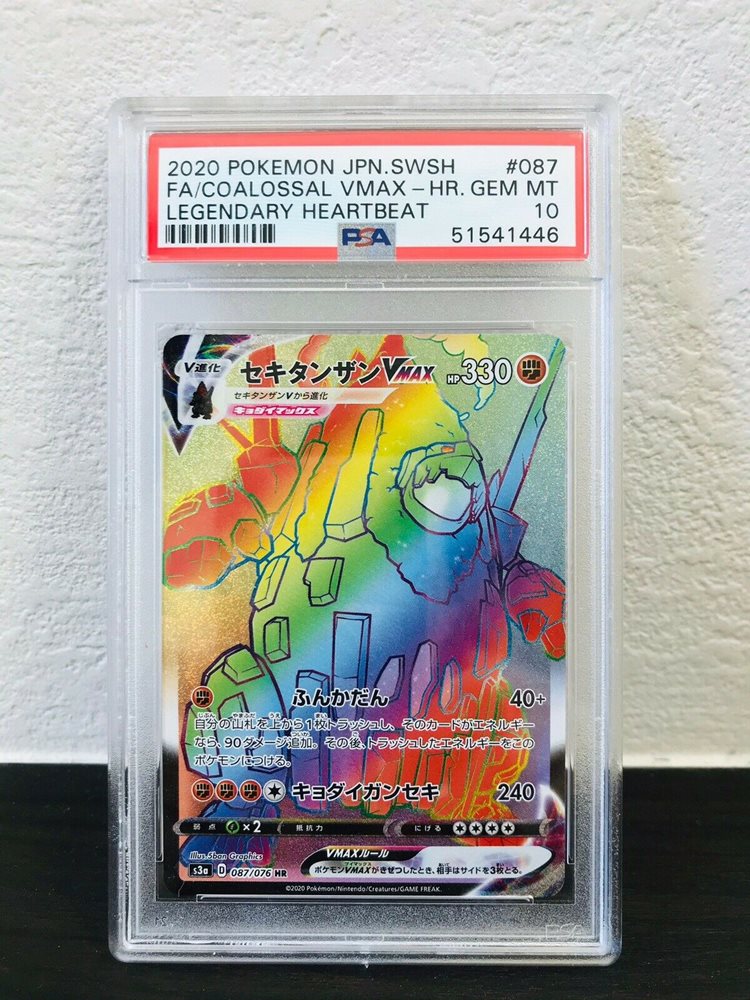 2020 POKEMON JPN.SWSH #087
FA/COALOSSAL VMAX-HR. GEM MT
LEGENDARY HEARTBEAT 10
PSA 51541446
V進化 セキタンザンVMAX HP330
セキタンザンVから進化
キョダイマックス
ふんかだん 40+
自分の山札を上から1枚トラッシュし、そのカードがエネルギー
なら、90ダメージ追加。その後、トラッシュしたエネルギーをこの
ポケモンにつける。
キョダイガンセキ 240
弱点 ×2 抵抗力 にげる
Illus. 5ban Graphics
VMAXルール
s3a D 087/076 HR
ポケモンVMAXがきぜつしたとき、相手はサイドを3枚とる。
©2020 Pokémon/Nintendo/Creatures/GAME FREAK.